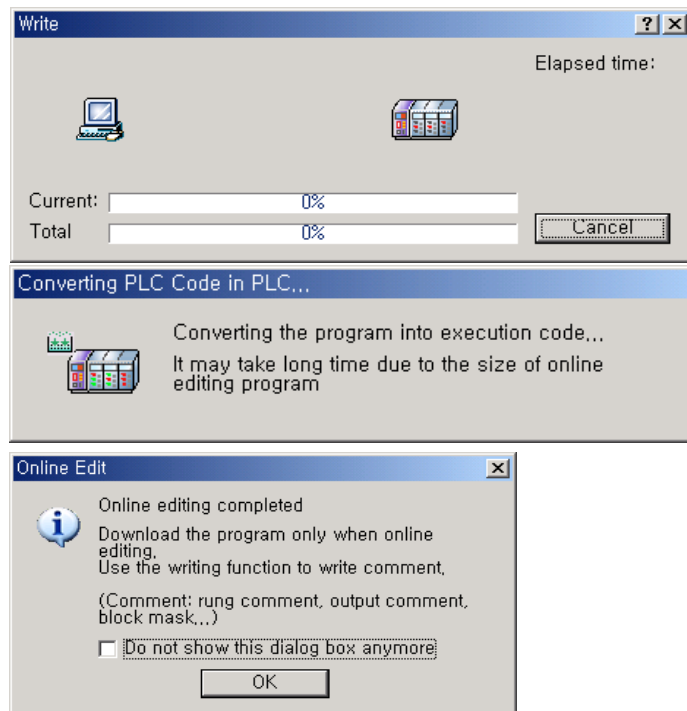 Write
Elapsed time:
Current:
0%
Total
0%
Cancel
Converting PLC Code in PLC...
Converting the program into execution code...
It may take long time due to the size of online
editing program
Online Edit
Online editing completed
Download the program only when online
editing.
Use the writing function to write comment.
(Comment: rung comment, output comment,
block mask...)
Do not show this dialog box anymore
OK